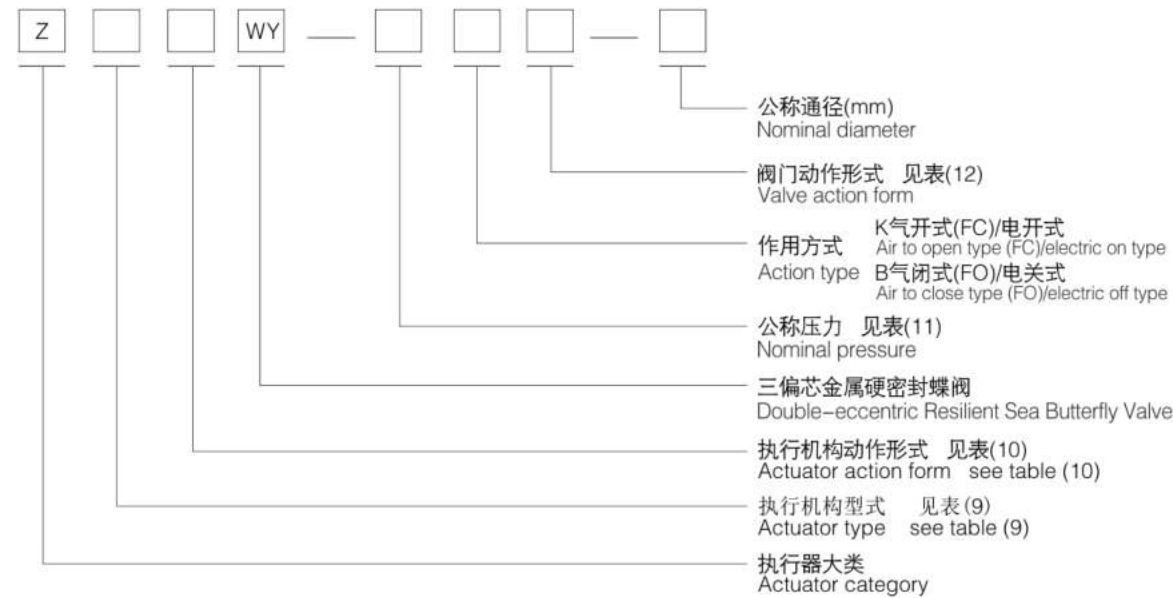 Z WY
公称通径(mm)
Nominal diameter
阀门动作形式 见表(12)
Valve action form
作用方式
Action type
K气开式(FC)/电开式
Air to open type (FC)/electric on type
B气闭式(FO)/电关式
Air to close type (FO)/electric off type
公称压力 见表(11)
Nominal pressure
三偏芯金属硬密封蝶阀
Double-eccentric Resilient Sea Butterfly Valve
执行机构动作形式 见表(10)
Actuator action form see table (10)
执行机构型式 见表(9)
Actuator type see table (9)
执行器大类
Actuator category